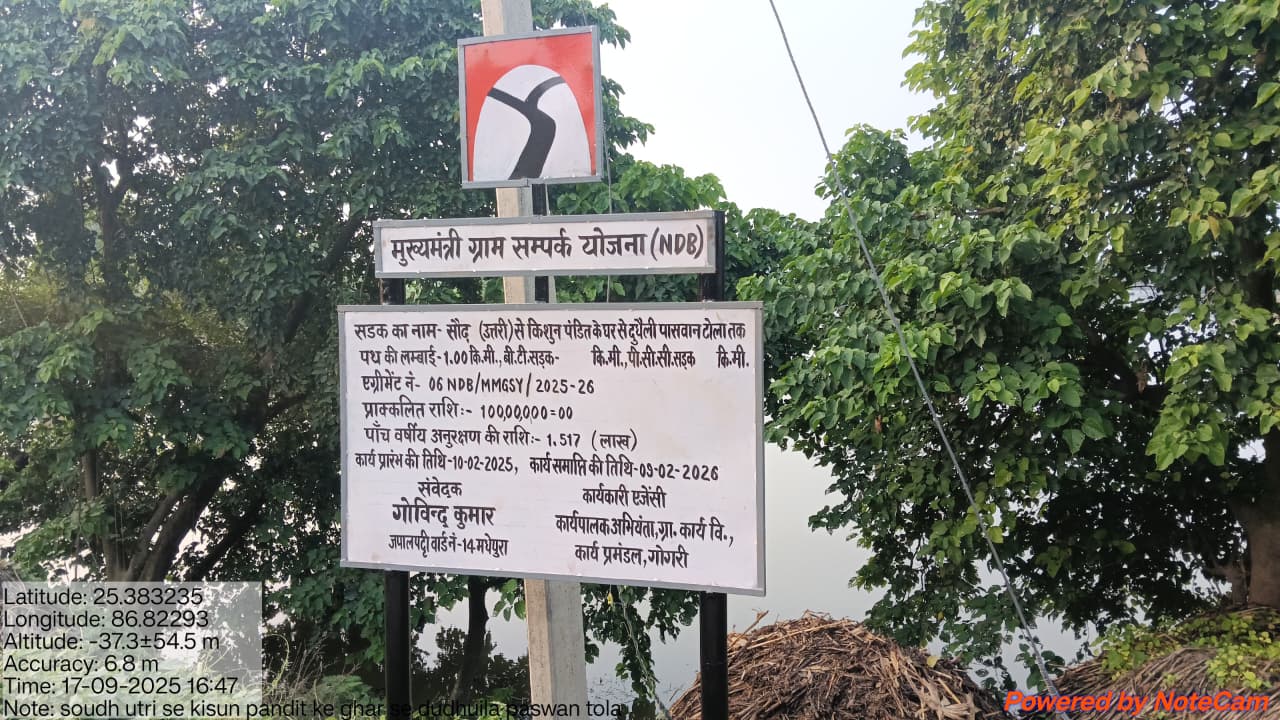 मुख्यमंत्री ग्राम सम्पर्क योजना (NDB)
सडक का नाम- सौढ़ (उतरी) से किशुन पंडित के घर से दुधैली पासवान टोला तक
पथ की लम्बाई - 1.00 कि.मी., बी.टी.सड़क- कि.मी., पी.सी.सी.सड़क कि.मी.
एग्रीमेंट नं- 06 NDB/MMGSY/2025-26
प्राक्कलित राशि:- 100,00,000=00
पाँच वर्षीय अनुरक्षण की राशि:- 1.517 (लाख)
कार्य प्रारंभ की तिथि-10-02-2025, कार्य समाप्ति की तिथि-09-02-2026
संवेदक
गोविन्द कुमार
जपालपट्टी वार्ड नं-14 मधेपुरा
कार्यकारी एजेंसी
कार्यपालक अभियंता, ग्रा. कार्य वि.,
कार्य प्रमंडल, गोगरी
Latitude: 25.383235
Longitude: 86.82293
Altitude: -37.3±54.5 m
Accuracy: 6.8 m
Time: 17-09-2025 16:47
Note: soudh utri se kisun pandit ke ghar se dudhuila paswan tola
Powered by NoteCam